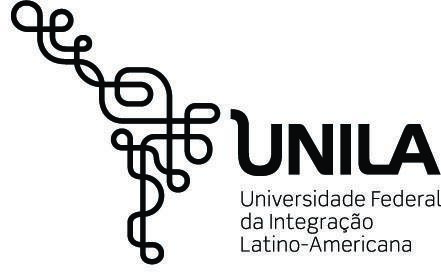 UNILA
Universidade Federal
da Integração
Latino-Americana